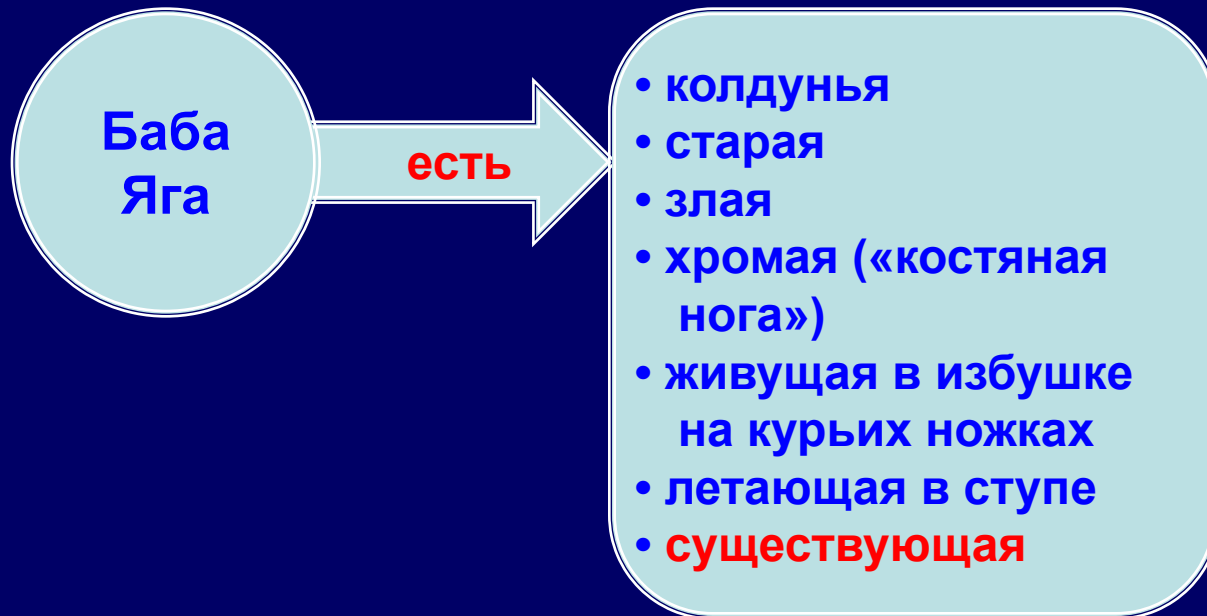 Баба
Яга
есть
• колдунья
• старая
• злая
• хромая («костяная
нога»)
• живущая в избушке
на курьих ножках
• летающая в ступе
• существующая